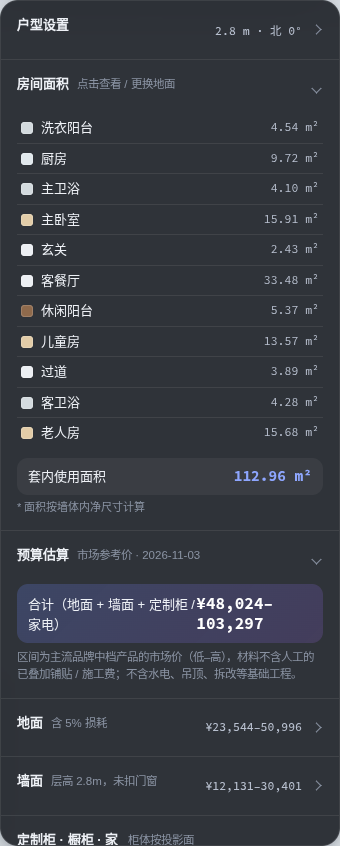 户型设置 2.8 m · 北 0°
房间面积 点击查看 / 更换地面
洗衣阳台 4.54 m²
厨房 9.72 m²
主卫浴 4.10 m²
主卧室 15.91 m²
玄关 2.43 m²
客餐厅 33.48 m²
休闲阳台 5.37 m²
儿童房 13.57 m²
过道 3.89 m²
客卫浴 4.28 m²
老人房 15.68 m²
套内使用面积 112.96 m²
* 面积按墙体内净尺寸计算
预算估算 市场参考价 · 2026-11-03
合计（地面 + 墙面 + 定制柜 / ¥48,024–
家电） 103,297
区间为主流品牌中档产品的市场价（低–高），材料不含人工的
已叠加铺贴 / 施工费；不含水电、吊顶、拆改等基础工程。
地面 含 5% 损耗 ¥23,544–50,996
墙面 层高 2.8m，未扣门窗 ¥12,131–30,401
定制柜 · 橱柜 · 家 柜体按投影面